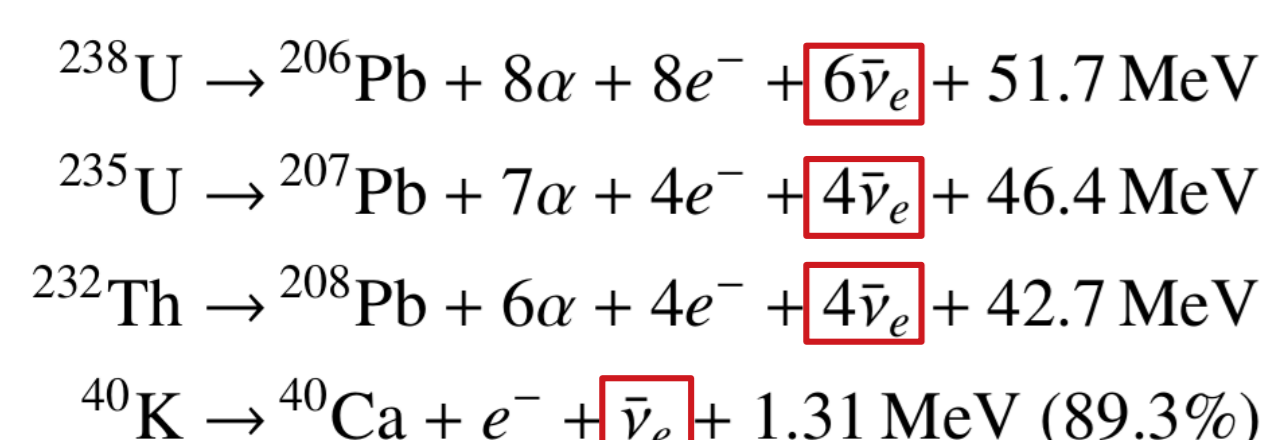 ²³⁸U → ²⁰⁶Pb + 8α + 8e⁻ + 6ν̄ₑ + 51.7 MeV
²³⁵U → ²⁰⁷Pb + 7α + 4e⁻ + 4ν̄ₑ + 46.4 MeV
²³²Th → ²⁰⁸Pb + 6α + 4e⁻ + 4ν̄ₑ + 42.7 MeV
⁴⁰K → ⁴⁰Ca + e⁻ + ν̄ₑ + 1.31 MeV (89.3%)